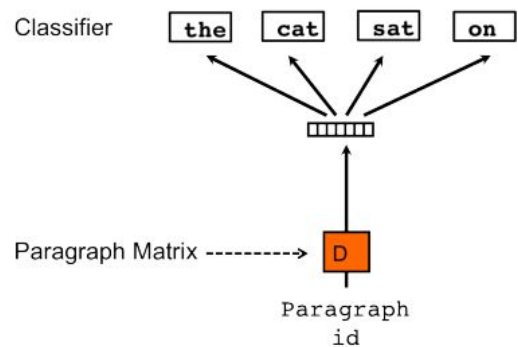 Classifier the cat sat on
Paragraph Matrix D
Paragraph
id